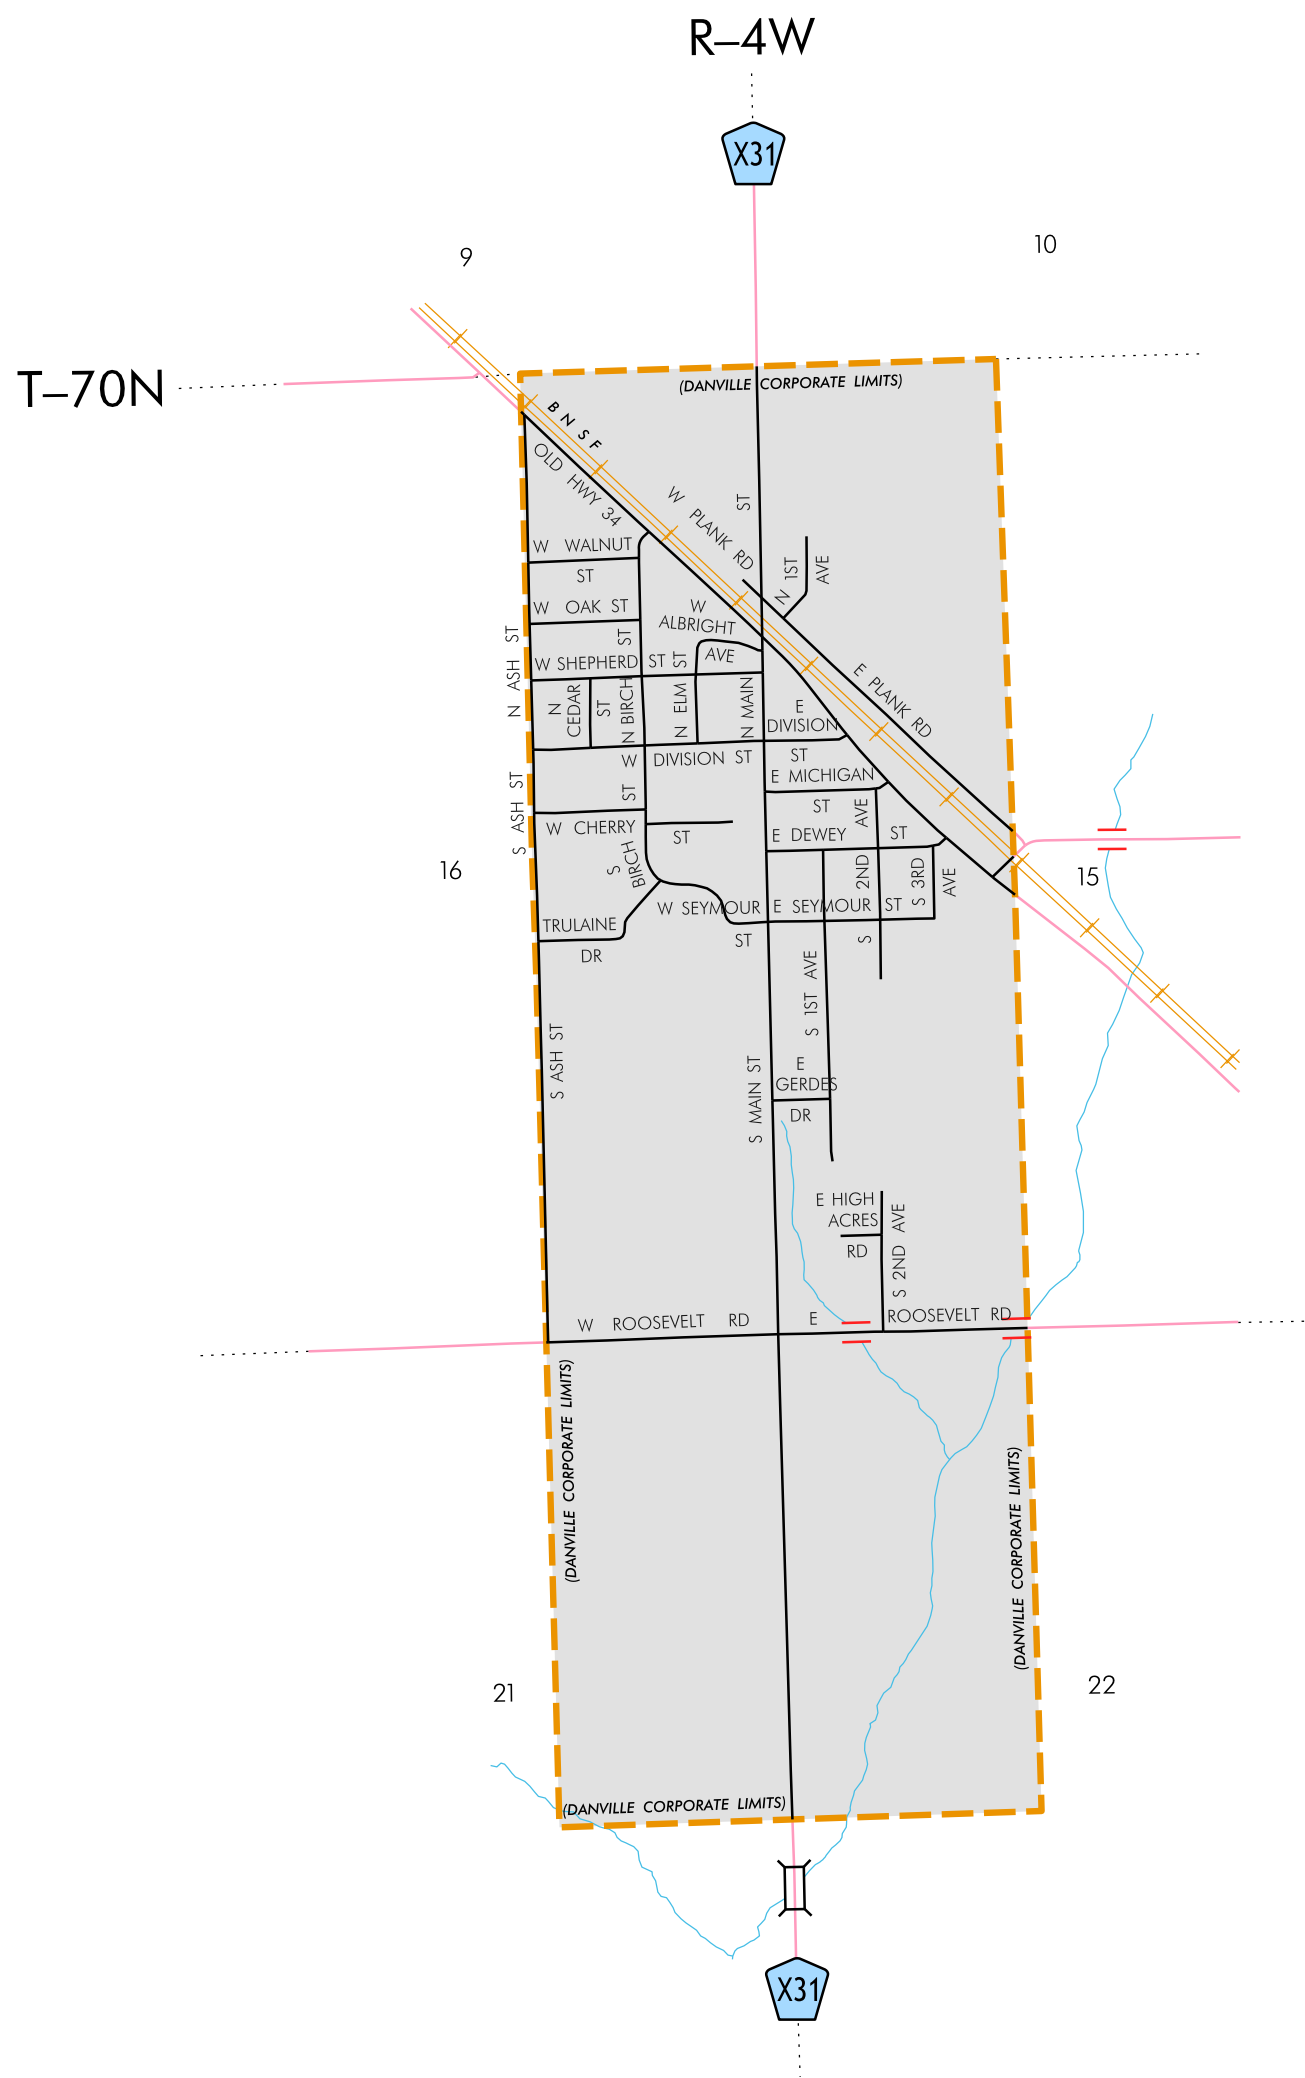 R–4W
X31
9
10
T–70N
(DANVILLE CORPORATE LIMITS)
B N S F
OLD HWY 34
W PLANK RD
ST
N 1ST
AVE
W WALNUT
ST
W OAK ST
W
ALBRIGHT
AVE
N ASH ST
ST
W SHEPHERD ST
ST
E PLANK RD
N
CEDAR
ST
N BIRCH
N ELM
N MAIN
E
DIVISION
ST
W DIVISION ST
E MICHIGAN
ST
S ASH ST
ST
AVE
W CHERRY
ST
E DEWEY ST
S
BIRCH
2ND
S
S 3RD
AVE
16
15
W SEYMOUR
ST
E SEYMOUR ST
TRULAINE
DR
S 1ST AVE
S ASH ST
S MAIN ST
E
GERDES
DR
E HIGH
ACRES
RD
S 2ND AVE
W ROOSEVELT RD
E ROOSEVELT RD
(DANVILLE CORPORATE LIMITS)
(DANVILLE CORPORATE LIMITS)
21
22
(DANVILLE CORPORATE LIMITS)
X31